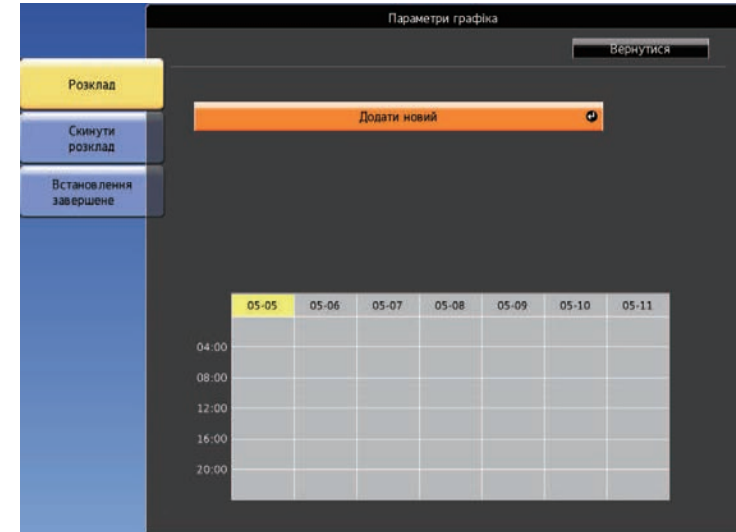 Параметри графіка
Вернутися
Розклад
Додати новий
Скинути
розклад
Встановлення
завершене
05-05 05-06 05-07 05-08 05-09 05-10 05-11
04:00
08:00
12:00
16:00
20:00